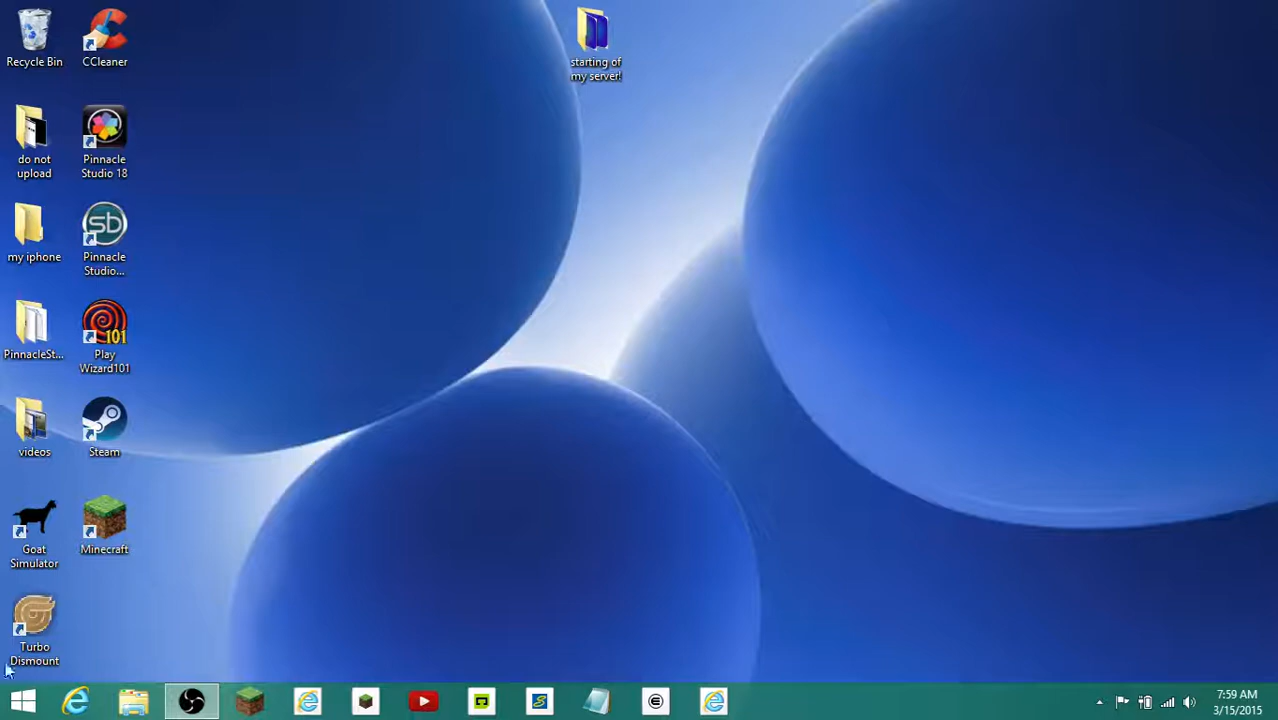 Recycle Bin
CCleaner
starting of
my server!
do not
upload
Pinnacle
Studio 18
my iphone
Pinnacle
Studio...
PinnacleSt...
101
Play
Wizard101
videos
Steam
Goat
Simulator
Minecraft
Turbo
Dismount
7:59 AM
3/15/2015